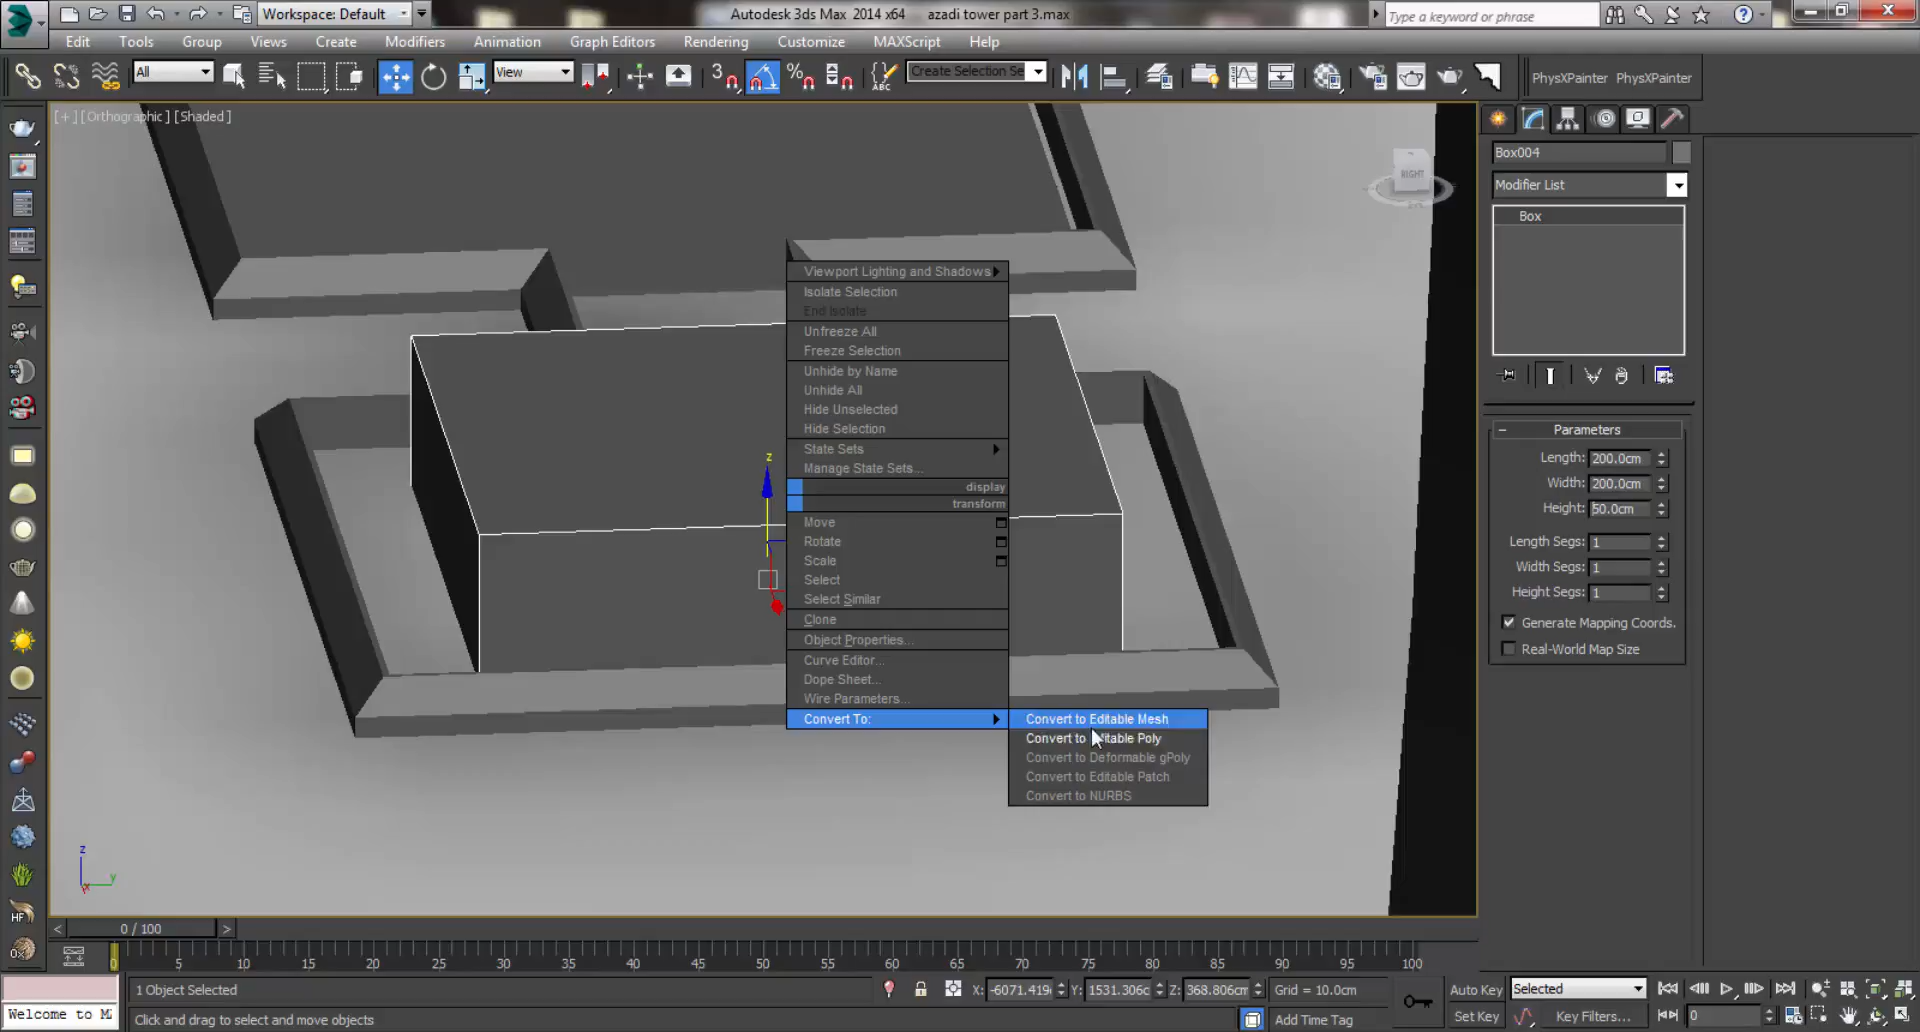 Workspace: Default
Autodesk 3ds Max 2014 x64 azadi tower part 3.max
Type a keyword or phrase
Edit Tools Group Views Create Modifiers Animation Graph Editors Rendering Customize MAXScript Help
All View Create Selection Se PhysXPainter PhysXPainter
[+][Orthographic][Shaded]
RIGHT
Box004
Modifier List
Box
Viewport Lighting and Shadows
Isolate Selection
End Isolate
Unfreeze All
Freeze Selection
Unhide by Name
Unhide All
Hide Unselected
Hide Selection
State Sets
Manage State Sets...
display
transform
Move
Rotate
Scale
Select
Select Similar
Clone
Object Properties...
Curve Editor...
Dope Sheet...
Wire Parameters...
Convert To:
Convert to Editable Mesh
Convert to Poly
Convert to Deformable gPoly
Convert to Editable Patch
Convert to NURBS
Parameters
Length: 200.0cm
Width: 200.0cm
Height: 50.0cm
Length Segs: 1
Width Segs: 1
Height Segs: 1
Generate Mapping Coords.
Real-World Map Size
z
z
y
x
HF
Ox
< 0 / 100 >
0 5 10 15 20 25 30 35 40 45 50 55 60 65 70 75 80 85 90 95 100
1 Object Selected X: -6071.419 Y: 1531.306c Z: 368.806cm Grid = 10.0cm Auto Key Selected
Welcome to M Click and drag to select and move objects Add Time Tag Set Key Key Filters... 0